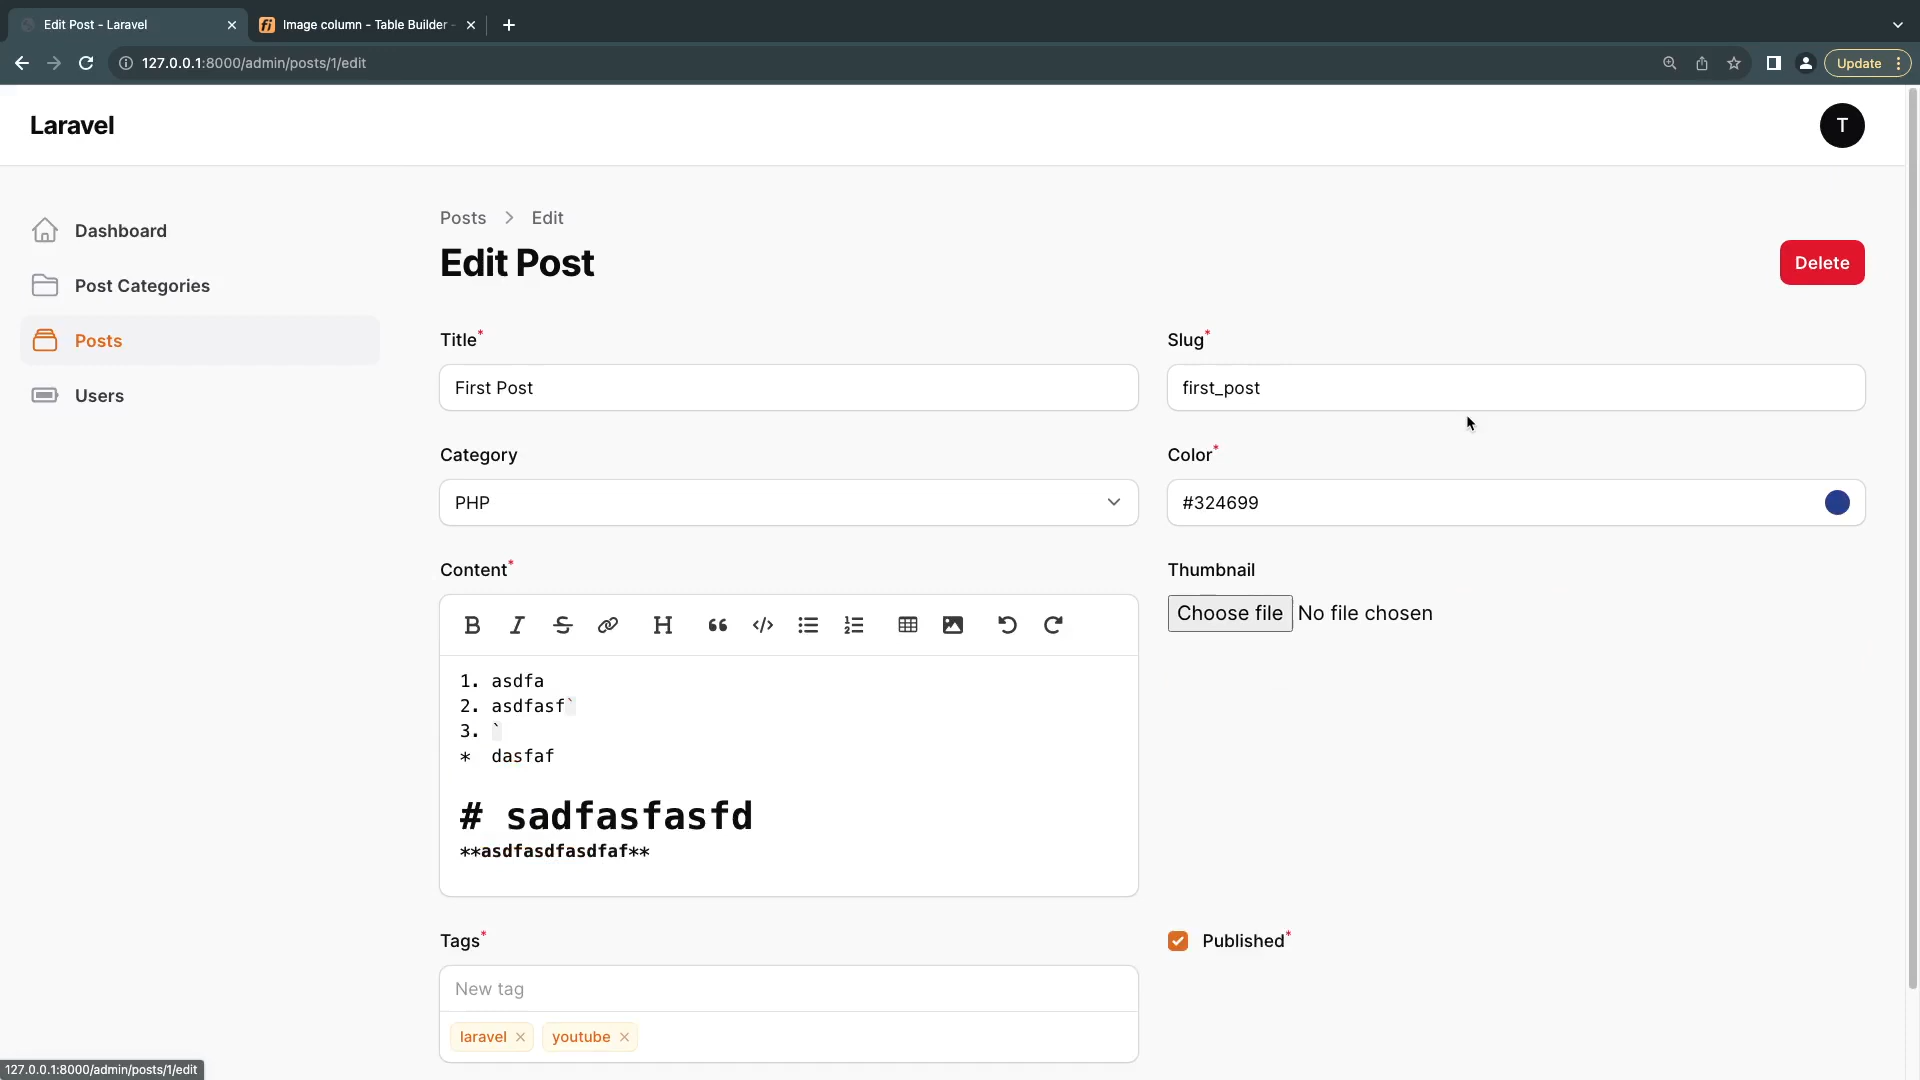 Edit Post - Laravel
Image column - Table Builder -
127.0.0.1:8000/admin/posts/1/edit
Update
Laravel
T
Dashboard
Post Categories
Posts
Users
Posts > Edit
Edit Post
Delete
Title*
First Post
Slug*
first_post
Category
PHP
Color*
#324699
Content*
1. asdfa
2. asdfasf`
3. `
* dasfaf
# sadfasfasfd
**asdfasdfasdfaf**
Thumbnail
Choose file No file chosen
Tags*
New tag
laravel
youtube
Published*
127.0.0.1:8000/admin/posts/1/edit